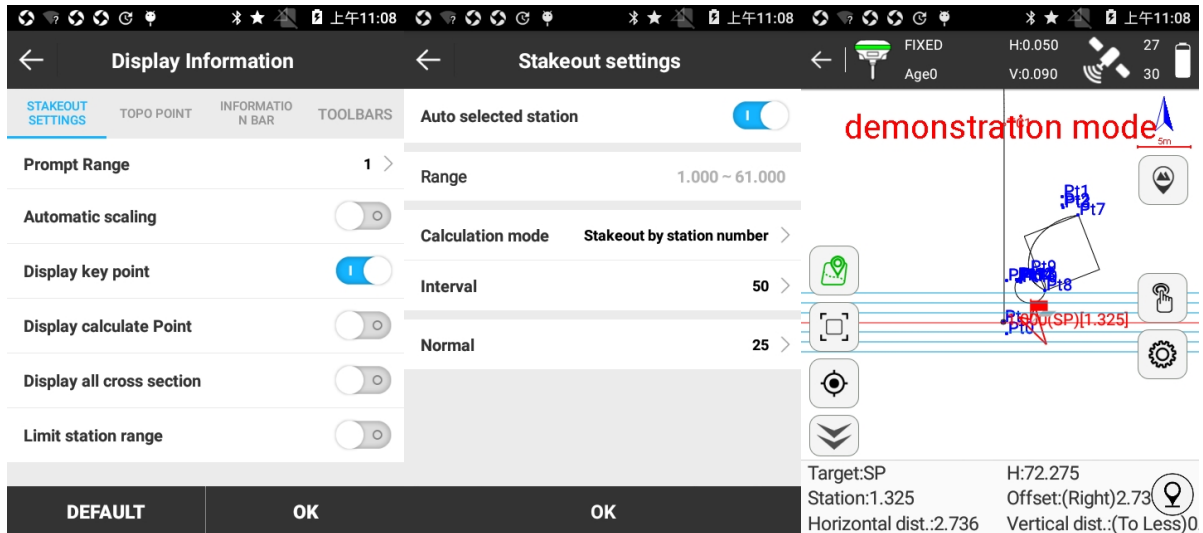 上午11:08
Display Information
STAKEOUT SETTINGS
TOPO POINT
INFORMATIO
N BAR
TOOLBARS
Prompt Range
1
Automatic scaling
Display key point
Display calculate Point
Display all cross section
Limit station range
DEFAULT
OK
上午11:08
Stakeout settings
Auto selected station
Range
1.000 ~ 61.000
Calculation mode
Stakeout by station number
Interval
50
Normal
25
OK
上午11:08
FIXED
H:0.050
27
Age0
V:0.090
30
demonstration mode
5m
Pt1
Pt7
Pt8
(SP)[1.325]
Target:SP
H:72.275
Station:1.325
Offset:(Right)2.73
Horizontal dist.:2.736
Vertical dist.:(To Less)0